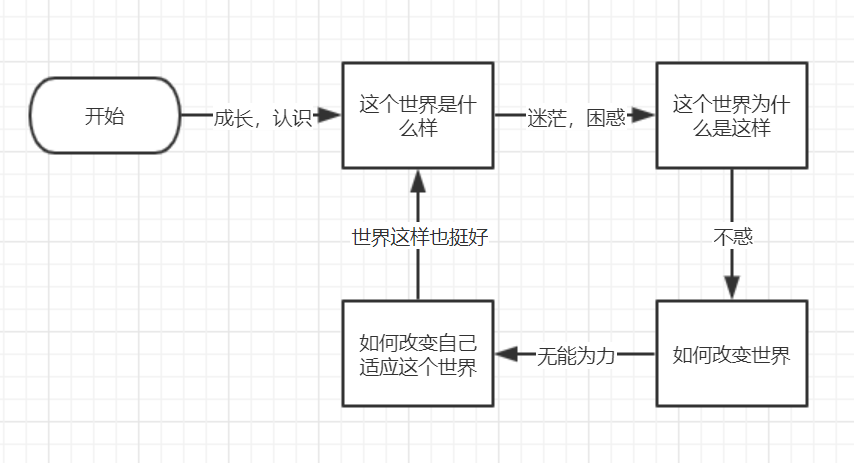 开始
成长，认识
这个世界是什
么样
迷茫，困惑
这个世界为什
么是这样
不惑
如何改变世界
无能为力
如何改变自己
适应这个世界
世界这样也挺好